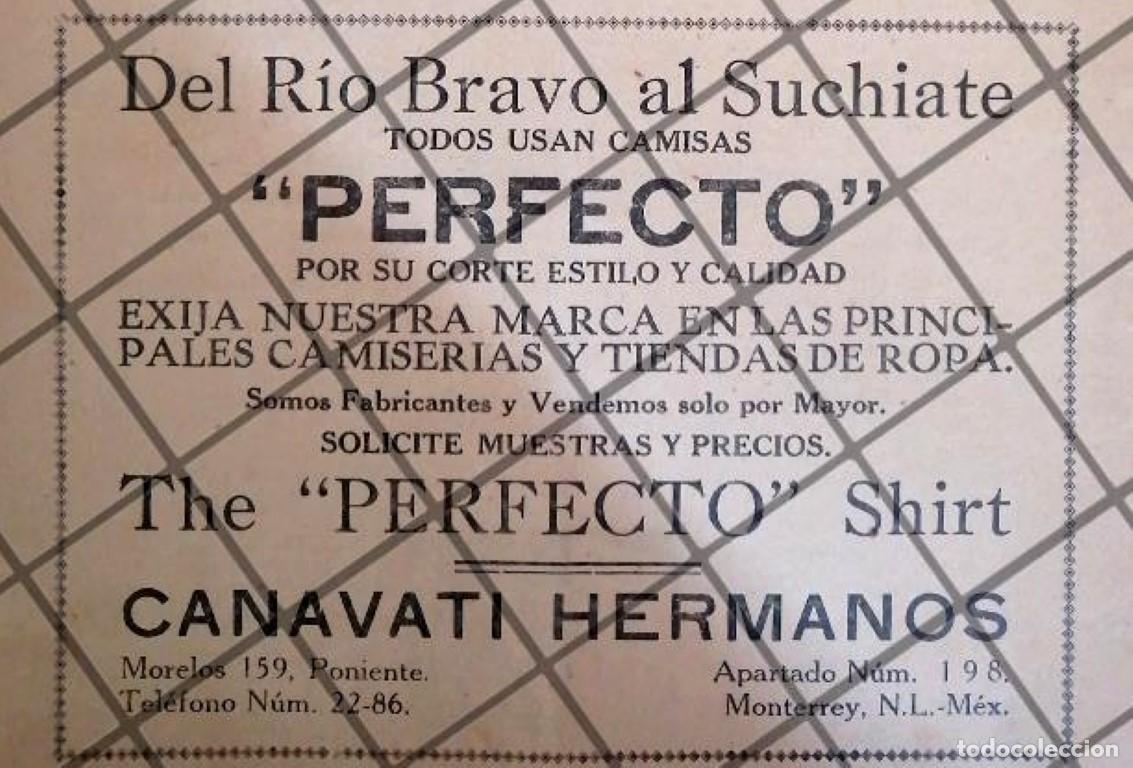 Del Río Bravo al Suchiate
TODOS USAN CAMISAS
“PERFECTO”
POR SU CORTE ESTILO Y CALIDAD
EXIJA NUESTRA MARCA EN LAS PRINCI-
PALES CAMISERIAS Y TIENDAS DE ROPA.
Somos Fabricantes y Vendemos solo por Mayor.
SOLICITE MUESTRAS Y PRECIOS.
The “PERFECTO” Shirt
CANAVATI HERMANOS
Morelos 159, Poniente.
Teléfono Núm. 22-86.
Apartado Núm. 198.
Monterrey, N.L.-Méx.
todocoleccion